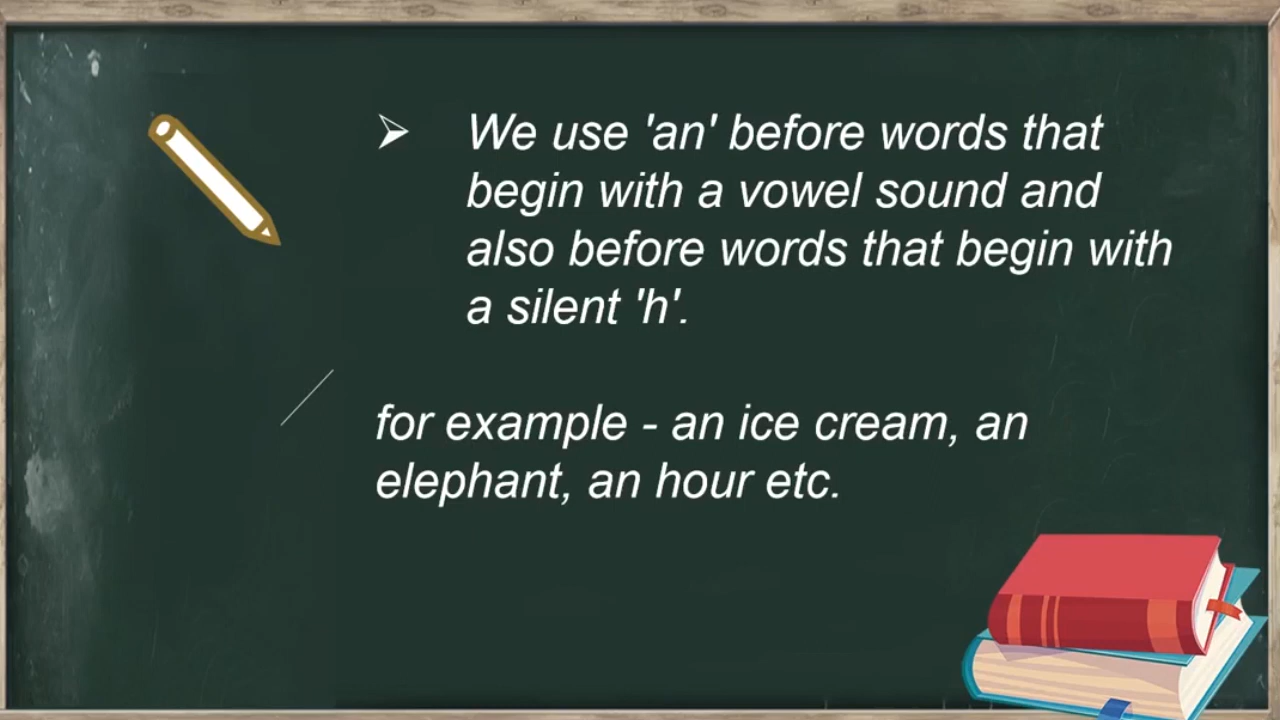 ➢ We use 'an' before words that
begin with a vowel sound and
also before words that begin with
a silent 'h'.
for example - an ice cream, an
elephant, an hour etc.